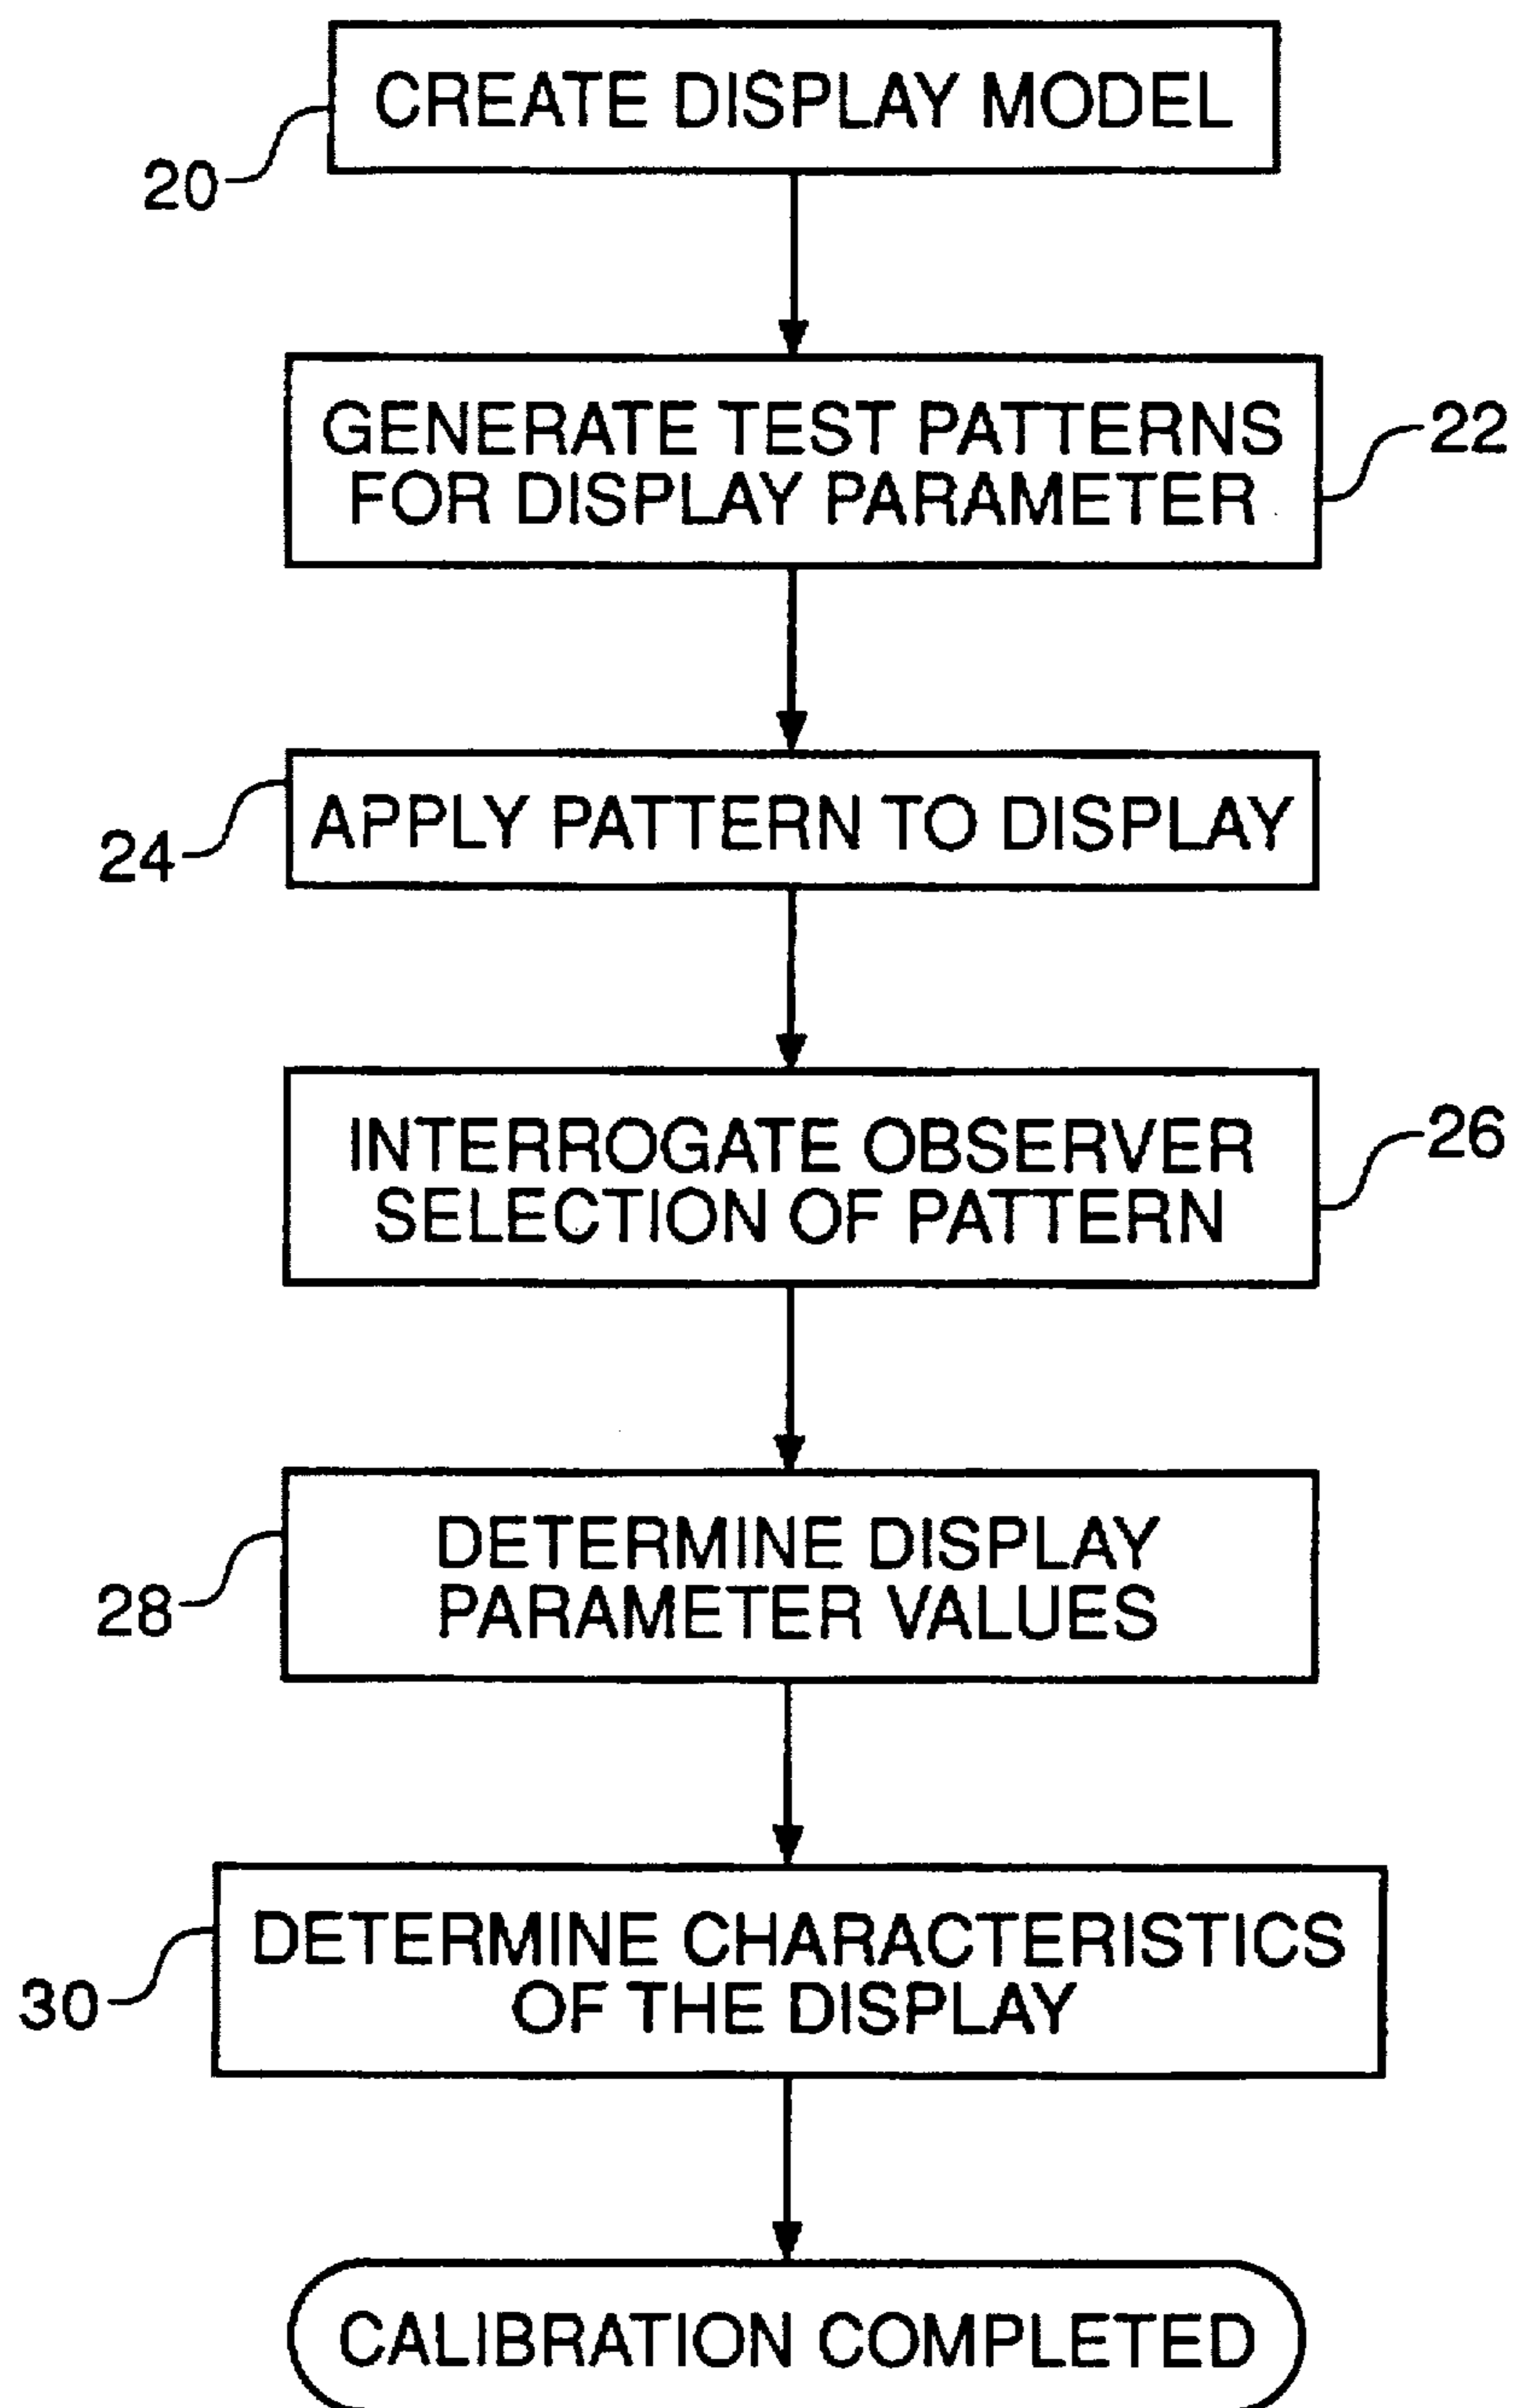 CREATE DISPLAY MODEL
20
GENERATE TEST PATTERNS
FOR DISPLAY PARAMETER
22
APPLY PATTERN TO DISPLAY
24
INTERROGATE OBSERVER
SELECTION OF PATTERN
26
DETERMINE DISPLAY
PARAMETER VALUES
28
DETERMINE CHARACTERISTICS
OF THE DISPLAY
30
CALIBRATION COMPLETED